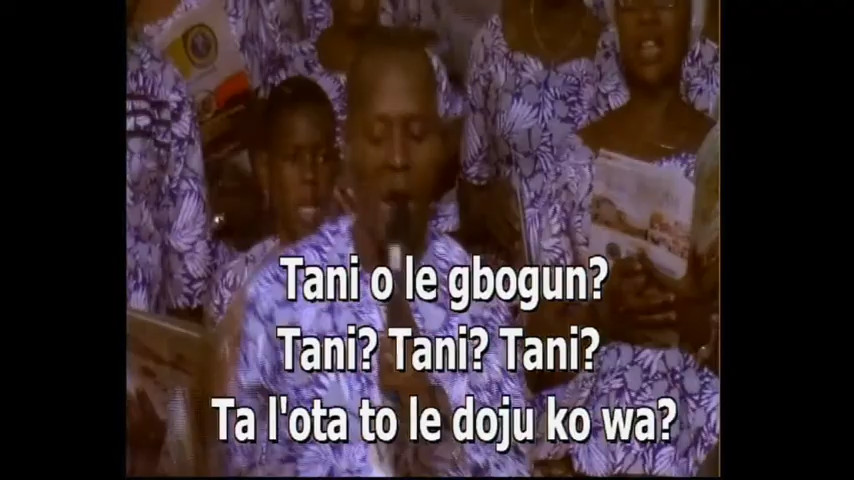 Tani o le gbogun?
Tani? Tani? Tani?
Ta l'ota to le doju ko wa?